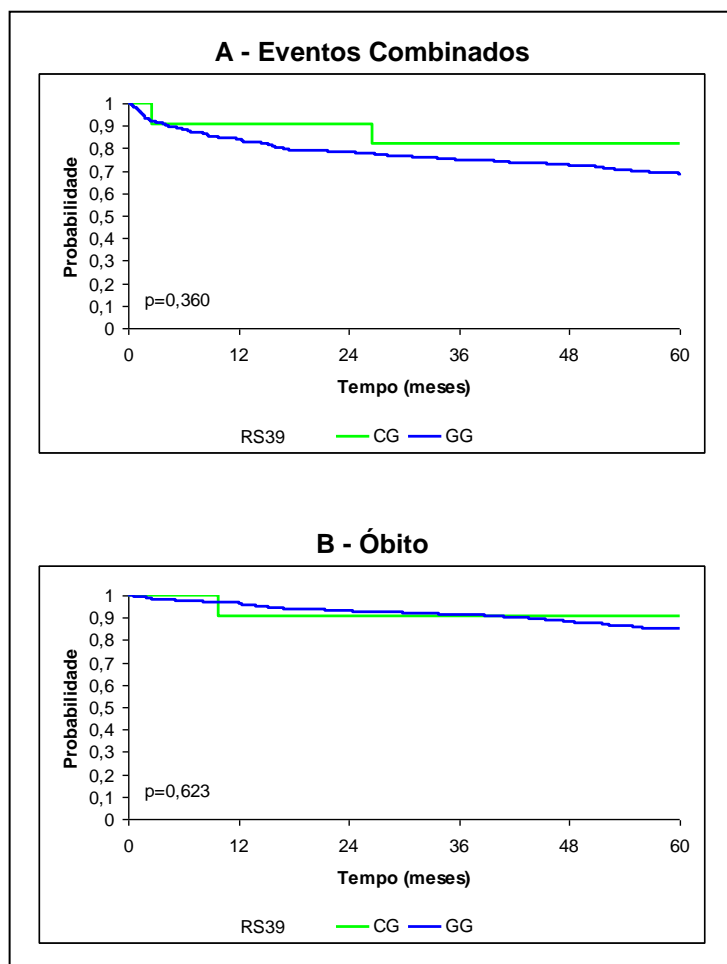 A - Eventos Combinados
1
0,9
0,8
0,7
0,6
0,5
0,4
0,3
0,2
0,1
0
Probabilidade
p=0,360
0 12 24 36 48 60
Tempo (meses)
RS39 CG GG
B - Óbito
1
0,9
0,8
0,7
0,6
0,5
0,4
0,3
0,2
0,1
0
Probabilidade
p=0,623
0 12 24 36 48 60
Tempo (meses)
RS39 CG GG